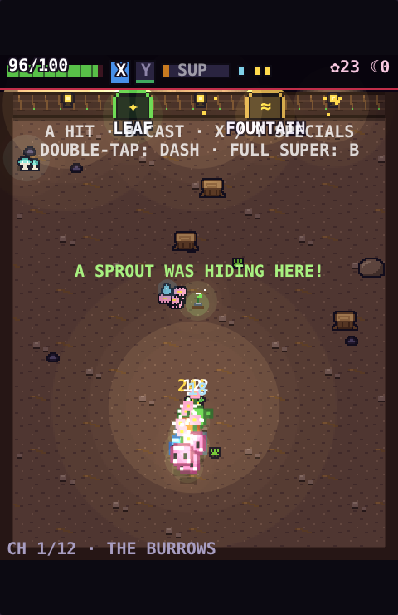 96/100 X Y SUP ✿23 ☾0
LEAF FOUNTAIN
A HIT · CAST · X SPECIALS
DOUBLE-TAP: DASH · FULL SUPER: B
A SPROUT WAS HIDING HERE!
?
CH 1/12 · THE BURROWS